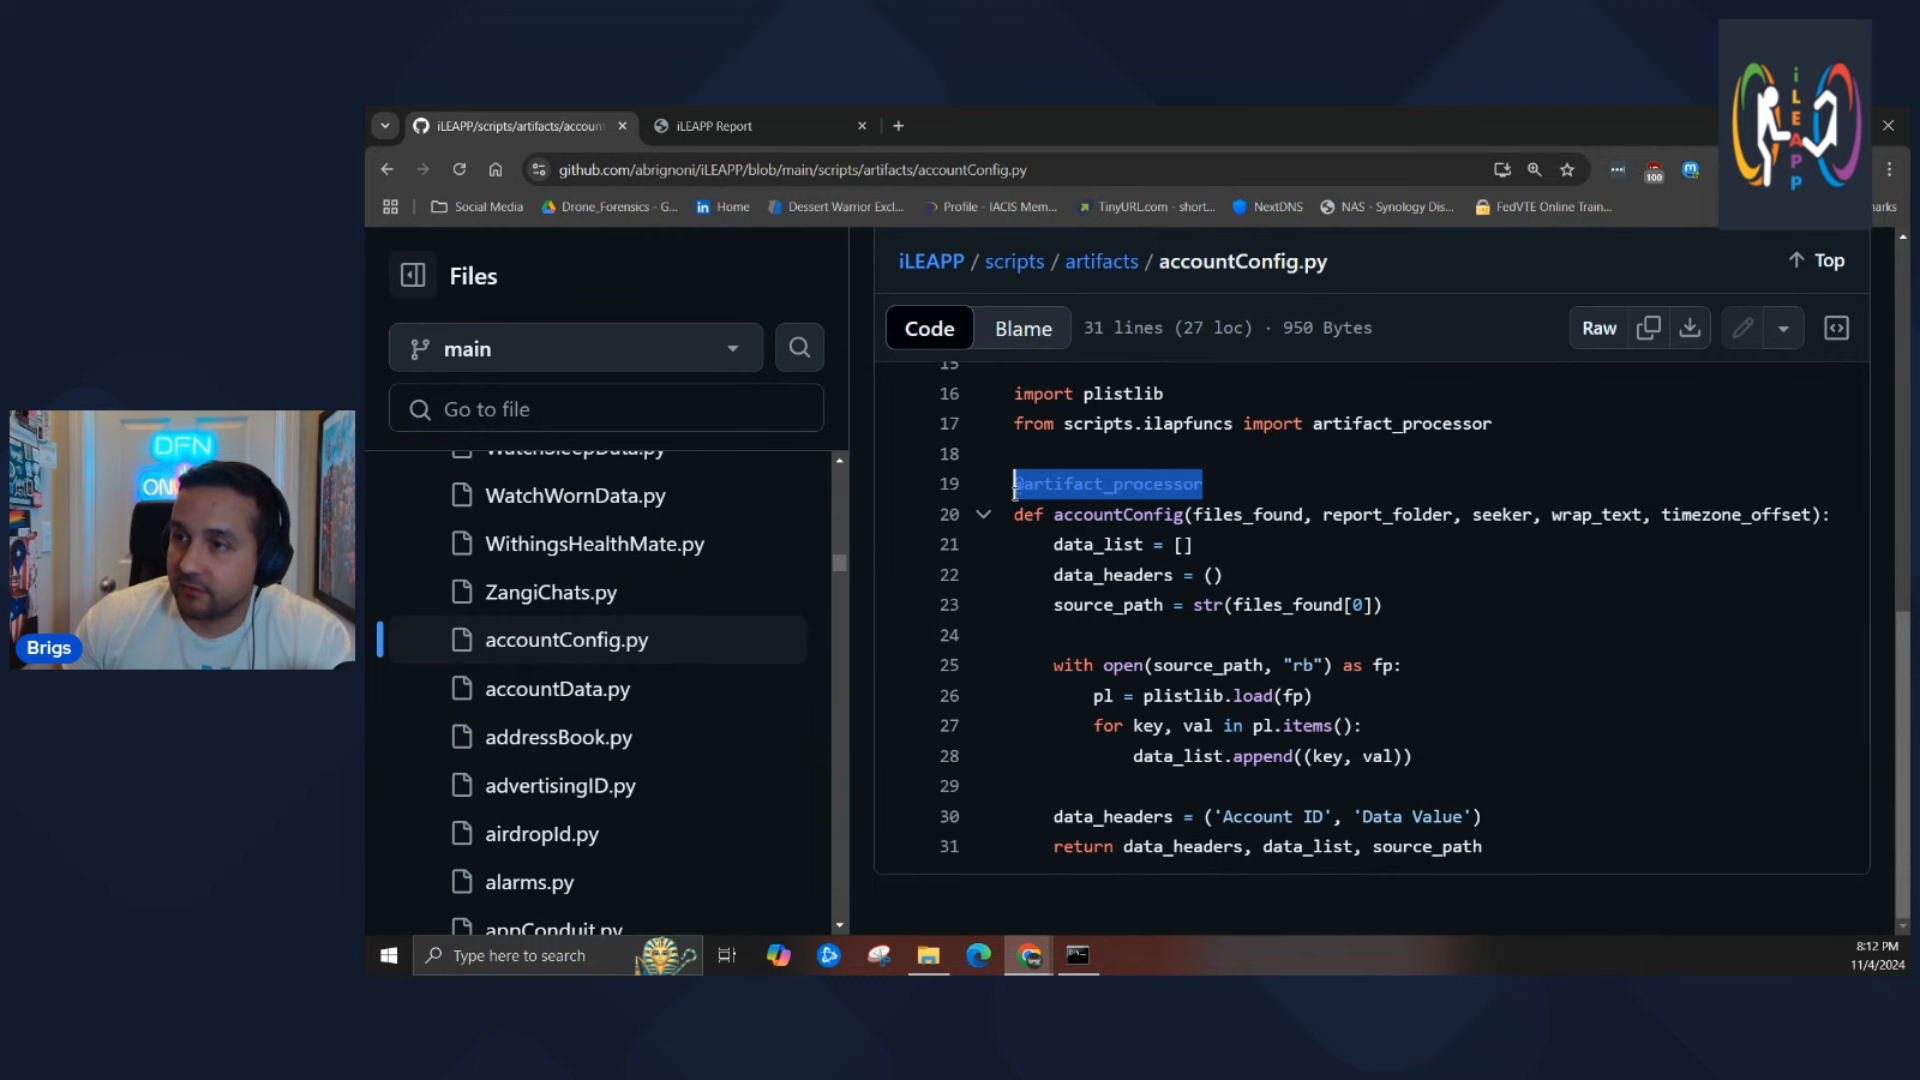 iLEAPP
iLEAPP/scripts/artifacts/accoun
iLEAPP Report
github.com/abrignoni/iLEAPP/blob/main/scripts/artifacts/accountConfig.py
100
Social Media
Drone_Forensics - G...
Home
Dessert Warrior Excl...
Profile - IACIS Mem...
TinyURL.com - short...
NextDNS
NAS - Synology Dis...
FedVTE Online Train...
arks
Files
main
Go to file
WatchSleepData.py
WatchWornData.py
WithingsHealthMate.py
ZangiChats.py
accountConfig.py
accountData.py
addressBook.py
advertisingID.py
airdropId.py
alarms.py
appConduit.py
iLEAPP / scripts / artifacts / accountConfig.py
Top
Code
Blame
31 lines (27 loc) · 950 Bytes
Raw
15
16 import plistlib
17 from scripts.ilapfuncs import artifact_processor
18
19 @artifact_processor
20 def accountConfig(files_found, report_folder, seeker, wrap_text, timezone_offset):
21 data_list = []
22 data_headers = ()
23 source_path = str(files_found[0])
24
25 with open(source_path, "rb") as fp:
26 pl = plistlib.load(fp)
27 for key, val in pl.items():
28 data_list.append((key, val))
29
30 data_headers = ('Account ID', 'Data Value')
31 return data_headers, data_list, source_path
DFN
ON
Brigs
Type here to search
8:12 PM
11/4/2024